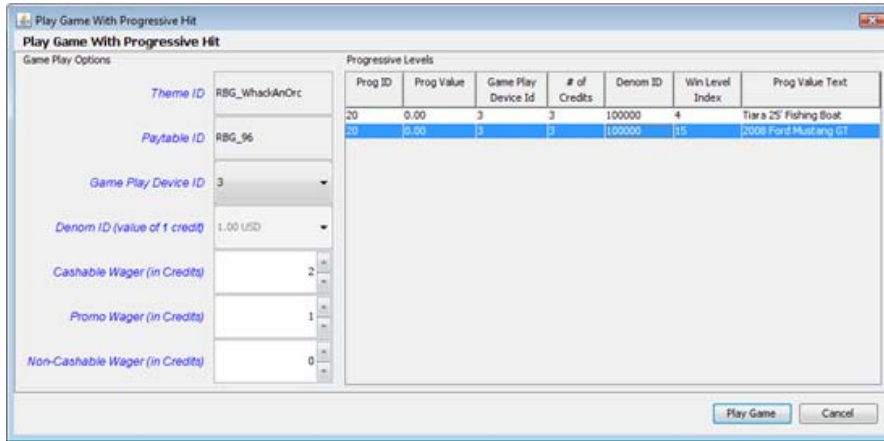 Play Game With Progressive Hit
Play Game With Progressive Hit
Game Play Options
Theme ID RBG_WhackAnOrc
Paytable ID RBG_96
Game Play Device ID 3
Denom ID (value of 1 credit) 1.00 USD
Cashable Wager (in Credits) 2
Promo Wager (in Credits) 1
Non-Cashable Wager (in Credits) 0
Progressive Levels
Prog ID Prog Value Game Play Device Id # of Credits Denom ID Win Level Index Prog Value Text
20 0.00 3 3 100000 4 Tiara 25' Fishing Boat
20 0.00 3 3 100000 15 2008 Ford Mustang GT
Play Game Cancel